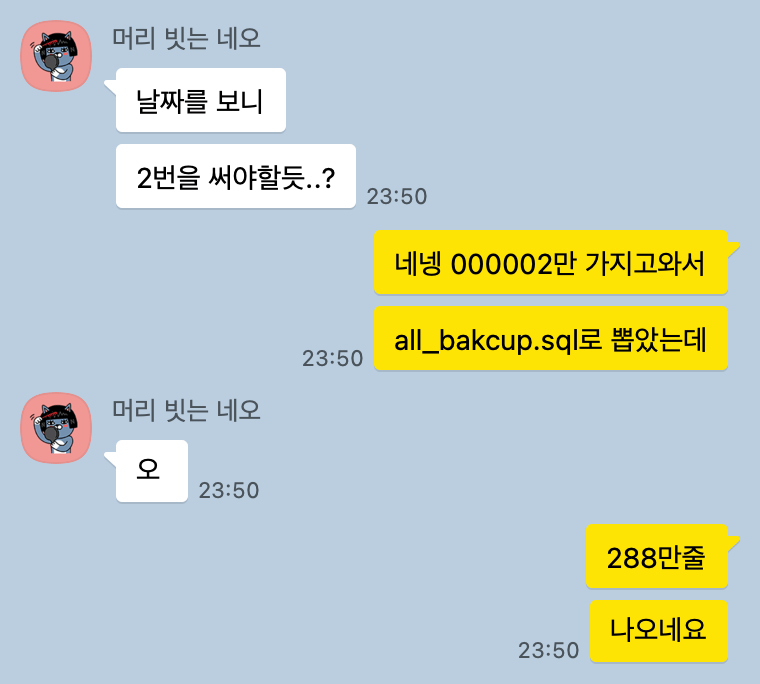 머리 빗는 네오
날짜를 보니
2번을 써야할듯..?
23:50
네넹 000002만 가지고와서
all_bakcup.sql로 뽑았는데
23:50
머리 빗는 네오
오
23:50
288만줄
나오네요
23:50